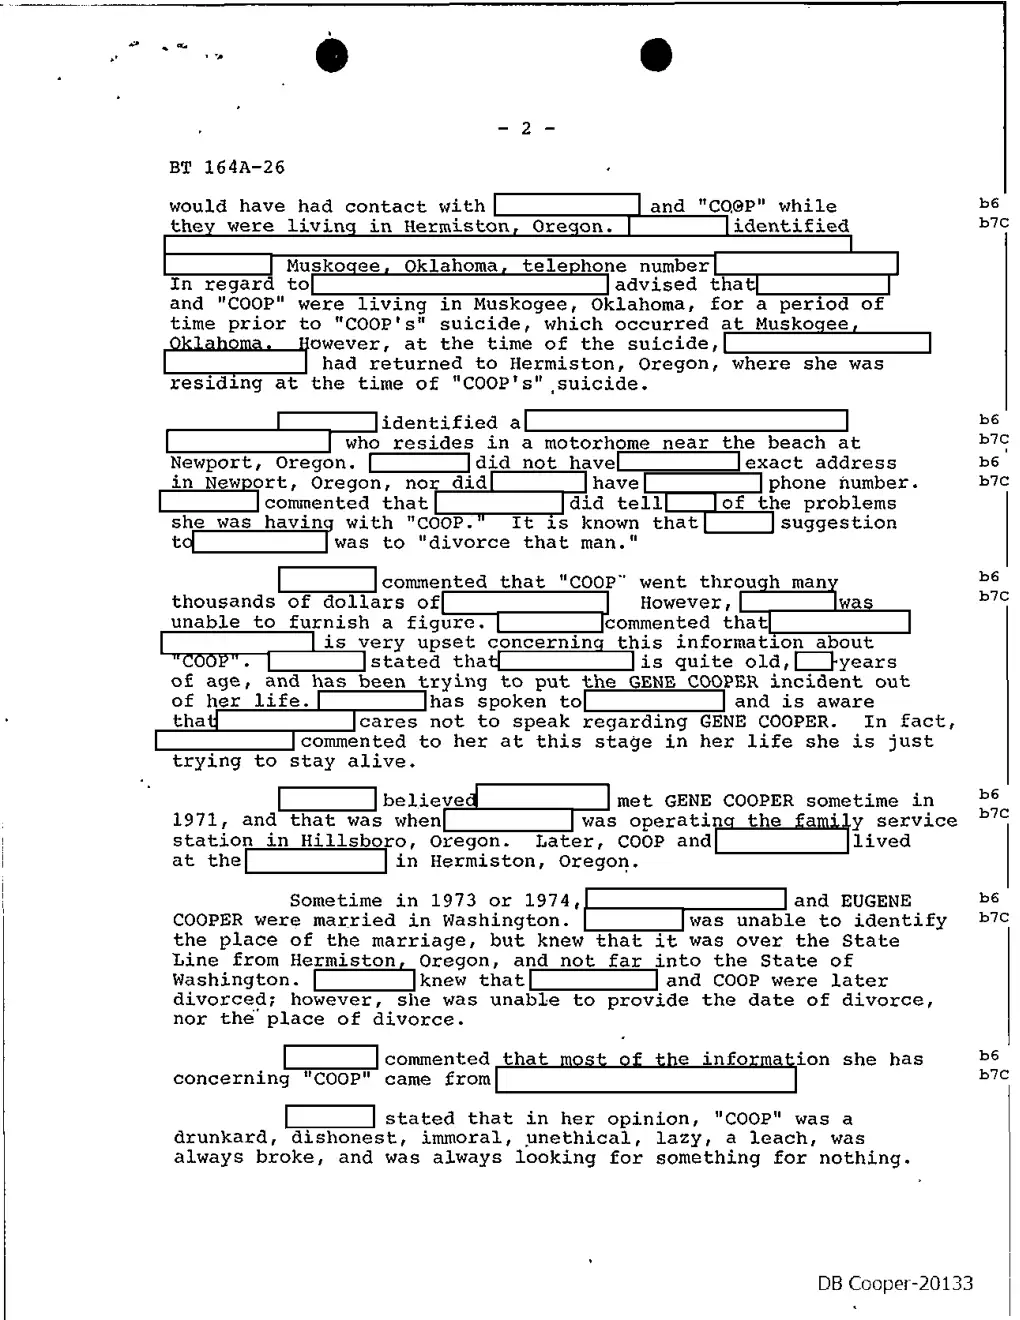 - 2 -
BT 164A-26
would have had contact with and "COOP" while b6
they were living in Hermiston, Oregon. identified b7C
Muskogee, Oklahoma, telephone number
In regard to advised that
and "COOP" were living in Muskogee, Oklahoma, for a period of
time prior to "COOP's" suicide, which occurred at Muskogee,
Oklahoma. However, at the time of the suicide,
had returned to Hermiston, Oregon, where she was
residing at the time of "COOP's" suicide.
identified a b6
who resides in a motorhome near the beach at b7C
Newport, Oregon. did not have exact address b6
in Newport, Oregon, nor did have phone number. b7C
commented that did tell of the problems
she was having with "COOP." It is known that suggestion
to was to "divorce that man."
commented that "COOP" went through many b6
thousands of dollars of However, was b7C
unable to furnish a figure. commented that
is very upset concerning this information about
"COOP". stated that is quite old, years
of age, and has been trying to put the GENE COOPER incident out
of her life. has spoken to and is aware
that cares not to speak regarding GENE COOPER. In fact,
commented to her at this stage in her life she is just
trying to stay alive.
believed met GENE COOPER sometime in b6
1971, and that was when was operating the family service b7C
station in Hillsboro, Oregon. Later, COOP and lived
at the in Hermiston, Oregon.
Sometime in 1973 or 1974, and EUGENE b6
COOPER were married in Washington. was unable to identify b7C
the place of the marriage, but knew that it was over the State
Line from Hermiston, Oregon, and not far into the State of
Washington. knew that and COOP were later
divorced; however, she was unable to provide the date of divorce,
nor the place of divorce.
commented that most of the information she has b6
concerning "COOP" came from b7C
stated that in her opinion, "COOP" was a
drunkard, dishonest, immoral, unethical, lazy, a leach, was
always broke, and was always looking for something for nothing.
DB Cooper-20133